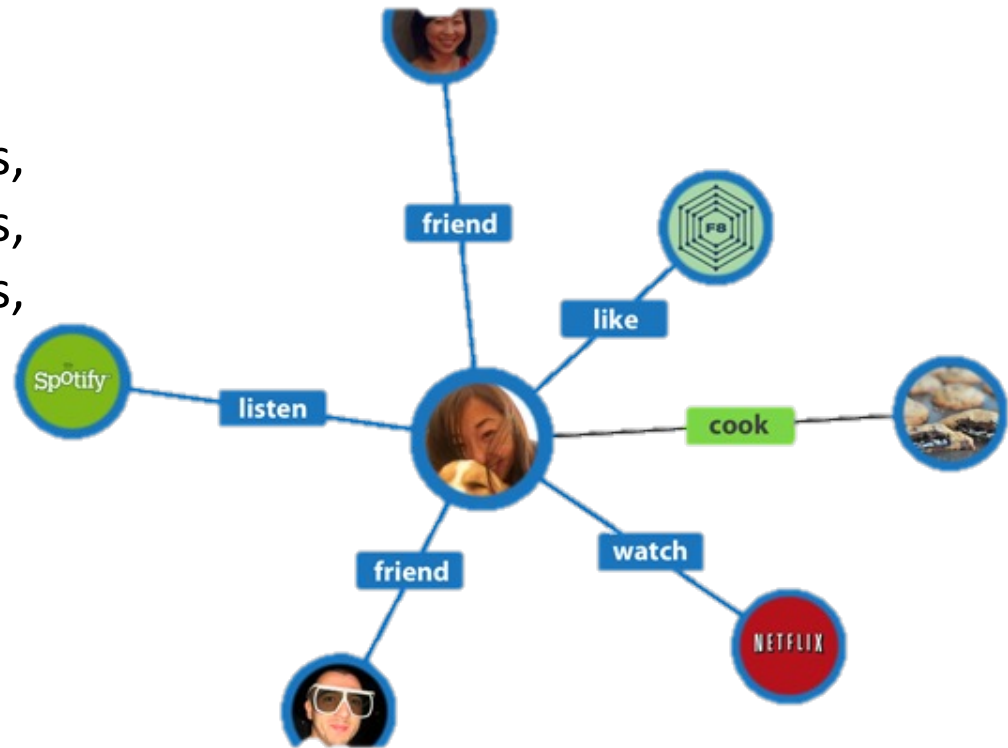 s,
s,
s,
friend
F8
like
Spotify
listen
cook
watch
friend
NETFLIX